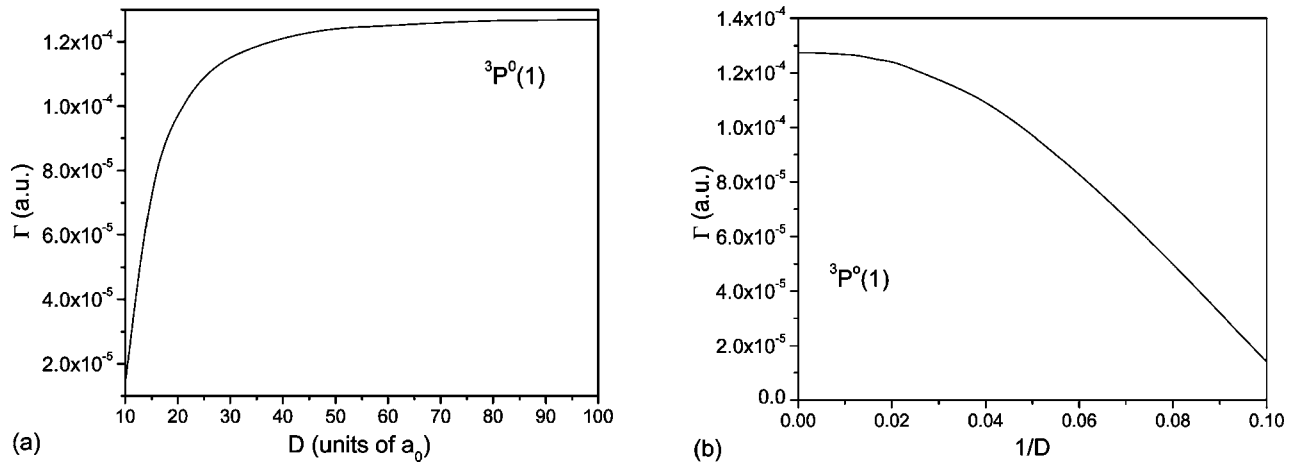 1.2x10⁻⁴
1.0x10⁻⁴
8.0x10⁻⁵
6.0x10⁻⁵
4.0x10⁻⁵
2.0x10⁻⁵
Γ (a.u.)
³P⁰(1)
10 20 30 40 50 60 70 80 90 100
D (units of a₀)
(a)
1.4x10⁻⁴
1.2x10⁻⁴
1.0x10⁻⁴
8.0x10⁻⁵
6.0x10⁻⁵
4.0x10⁻⁵
2.0x10⁻⁵
0.0
Γ (a.u.)
³Pᵒ(1)
0.00 0.02 0.04 0.06 0.08 0.10
1/D
(b)